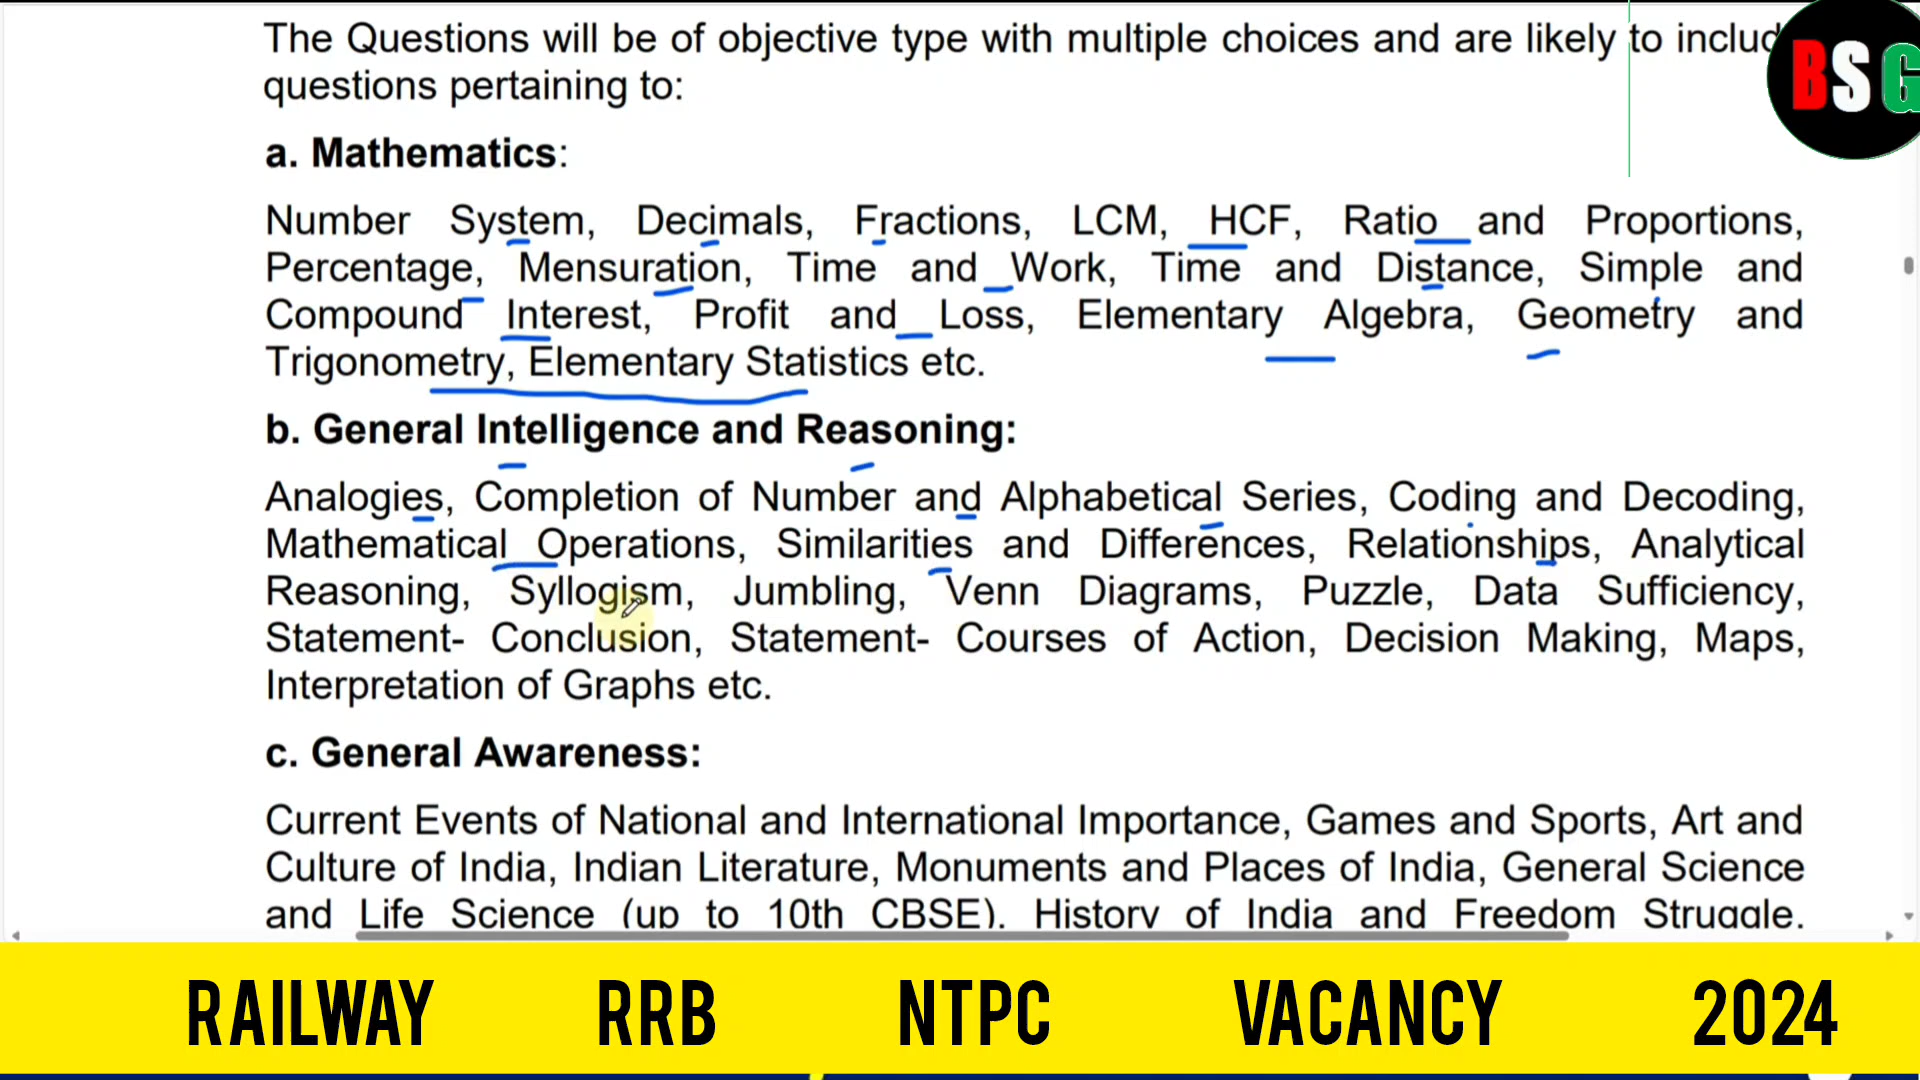 The Questions will be of objective type with multiple choices and are likely to includ
questions pertaining to:
a. Mathematics:
Number System, Decimals, Fractions, LCM, HCF, Ratio and Proportions,
Percentage, Mensuration, Time and Work, Time and Distance, Simple and
Compound Interest, Profit and Loss, Elementary Algebra, Geometry and
Trigonometry, Elementary Statistics etc.
b. General Intelligence and Reasoning:
Analogies, Completion of Number and Alphabetical Series, Coding and Decoding,
Mathematical Operations, Similarities and Differences, Relationships, Analytical
Reasoning, Syllogism, Jumbling, Venn Diagrams, Puzzle, Data Sufficiency,
Statement- Conclusion, Statement- Courses of Action, Decision Making, Maps,
Interpretation of Graphs etc.
c. General Awareness:
Current Events of National and International Importance, Games and Sports, Art and
Culture of India, Indian Literature, Monuments and Places of India, General Science
and Life Science (up to 10th CBSE), History of India and Freedom Struggle,
BSG
RAILWAY RRB NTPC VACANCY 2024